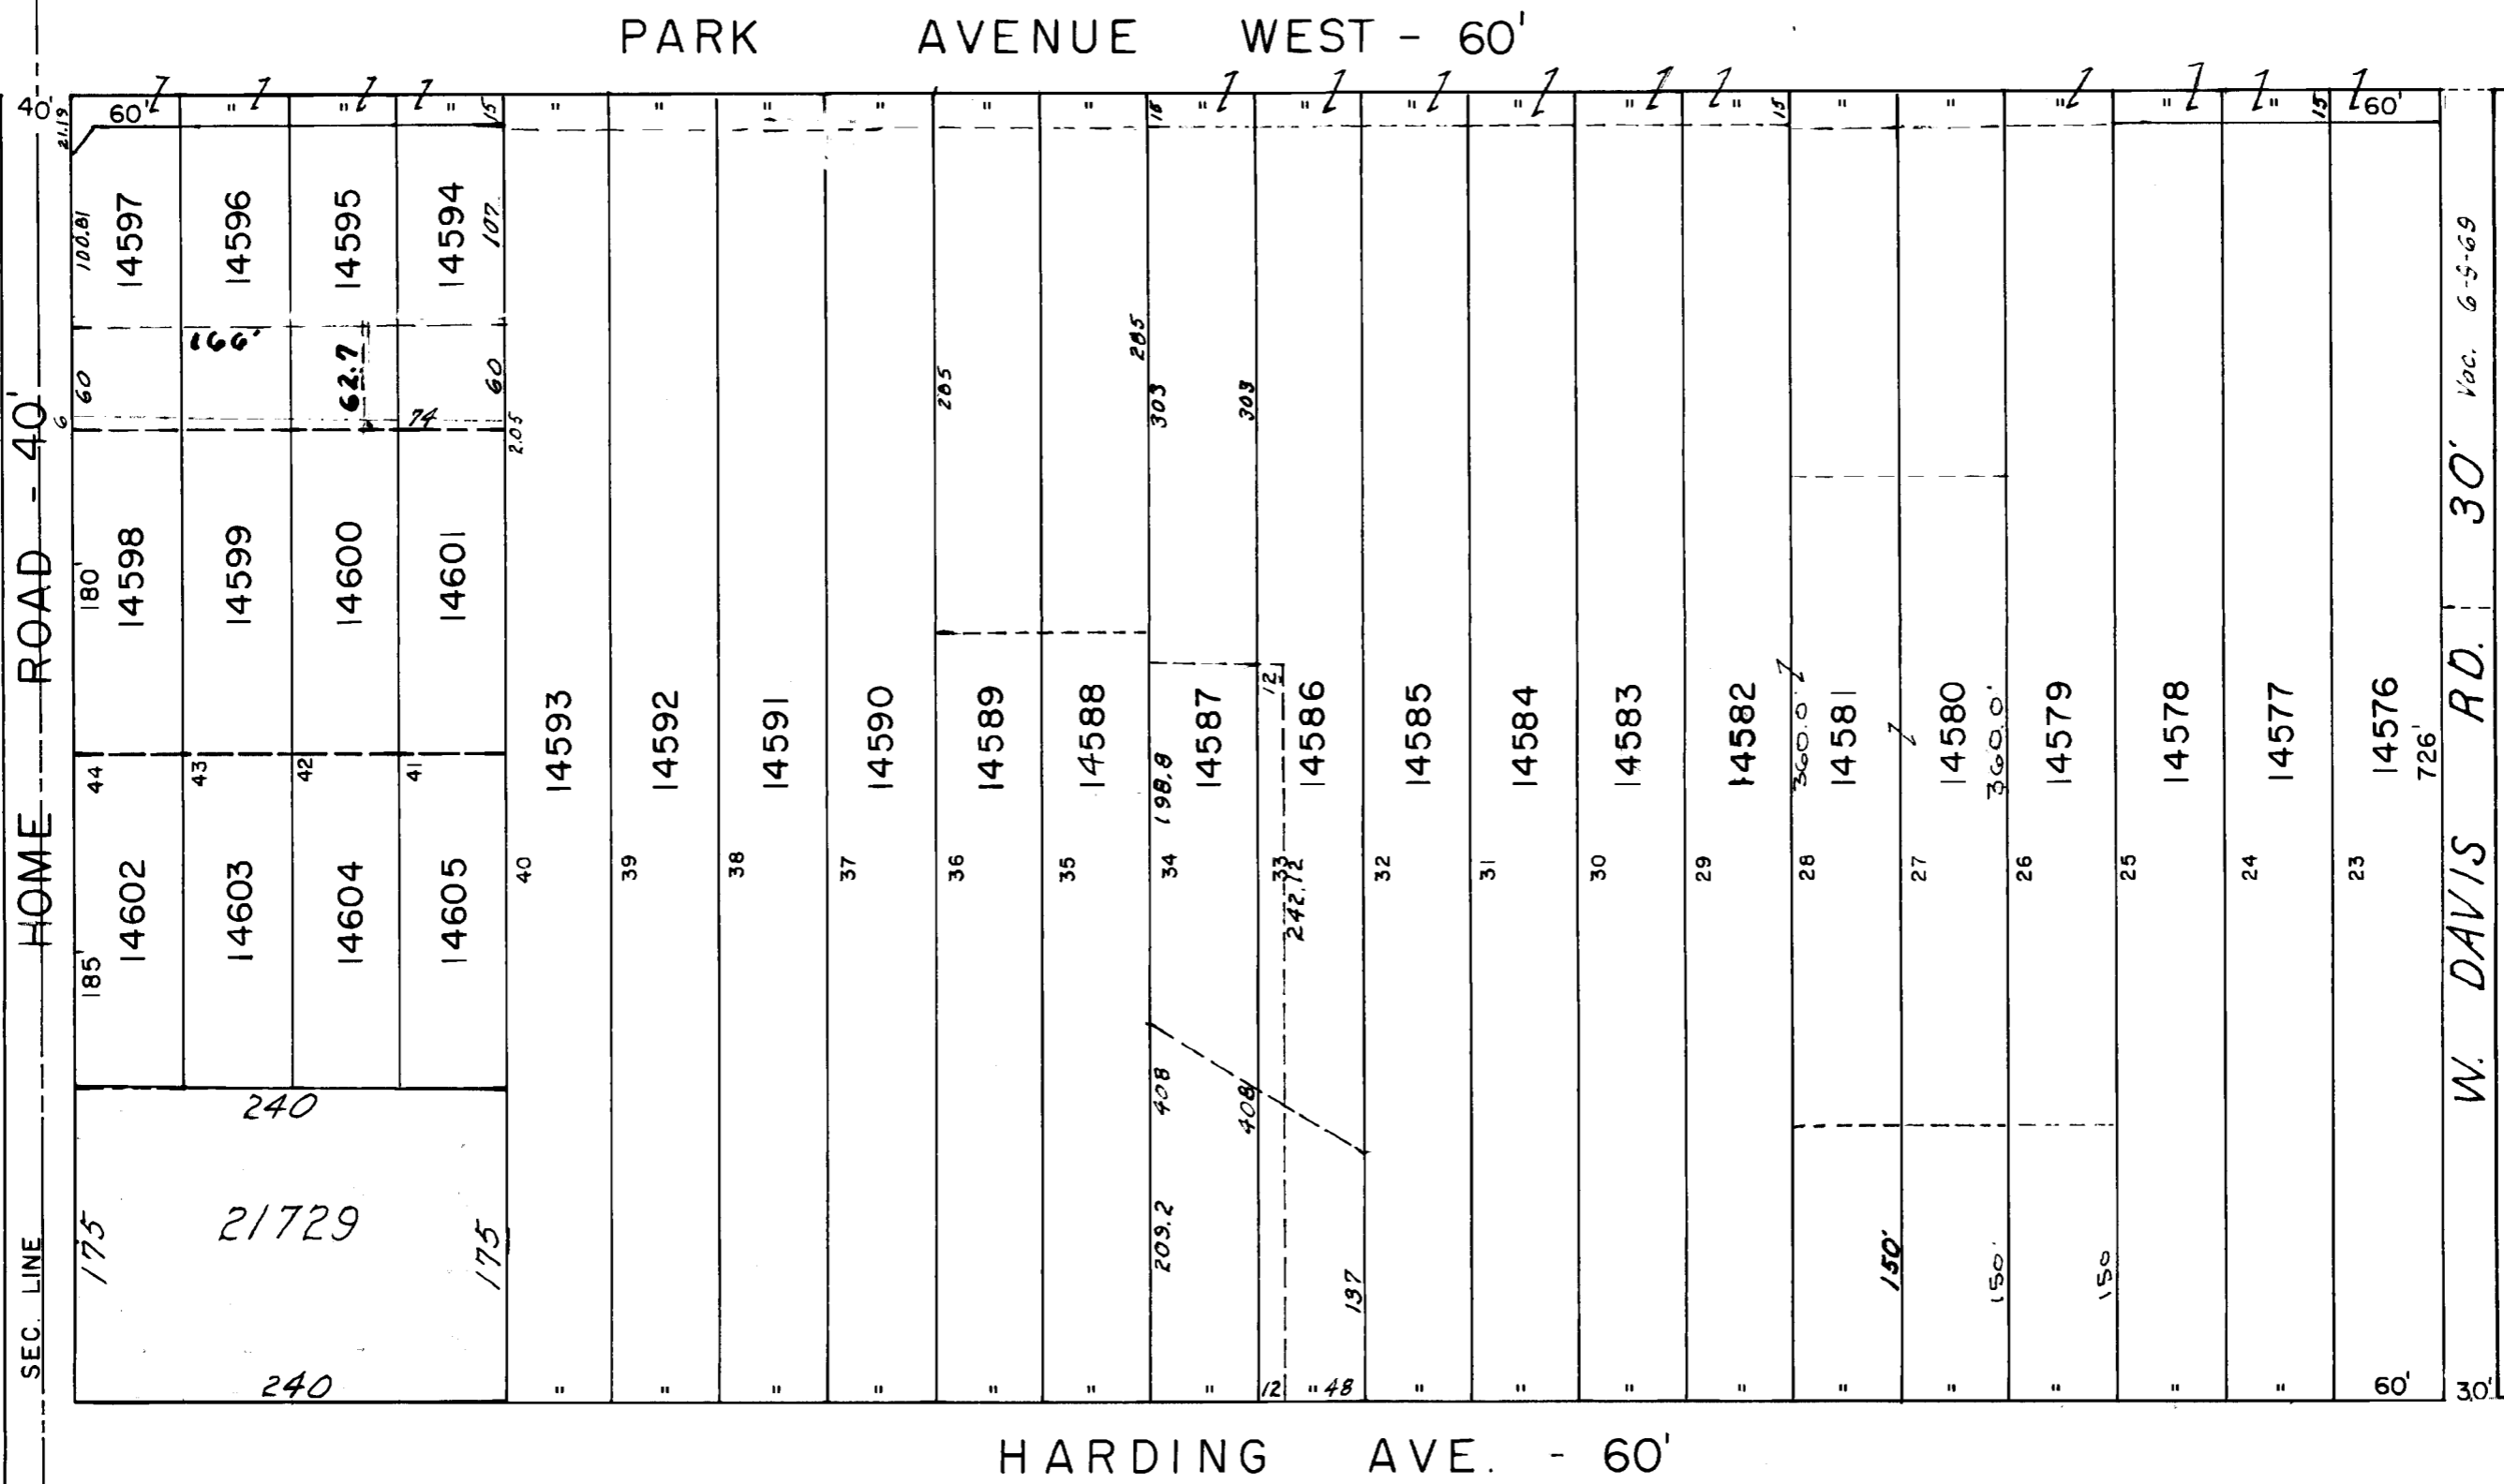 PARK AVENUE WEST - 60'
40' 60' " " " " " " " " " " " " " " " " " " " " 60'
21.19 15 15 15 15
100.81 14597 14596 14595 14594 107
166' 62.7
60 60
6 74 2.05
285 285 303 303
HOME ROAD - 40'
180' 14598 14599 14600 14601
44 43 42 41
14593 14592 14591 14590 14589 14588 14587 14586 14585 14584 14583 14582 14581 14580 14579 14578 14577 14576
12 360.0 360.0' 726'
198.8
185' 14602 14603 14604 14605
40 39 38 37 36 35 34 33 32 31 30 29 28 27 26 25 24 23
242.72
408 408
240
175 21729 175
209.2 137 150' 150' 150
240
" " " " " " " 12 " 48 " " " " " " " " " 60' 30'
SEC. LINE
Vac. 6-9-69
W. DAVIS RD. 30'
HARDING AVE. - 60'